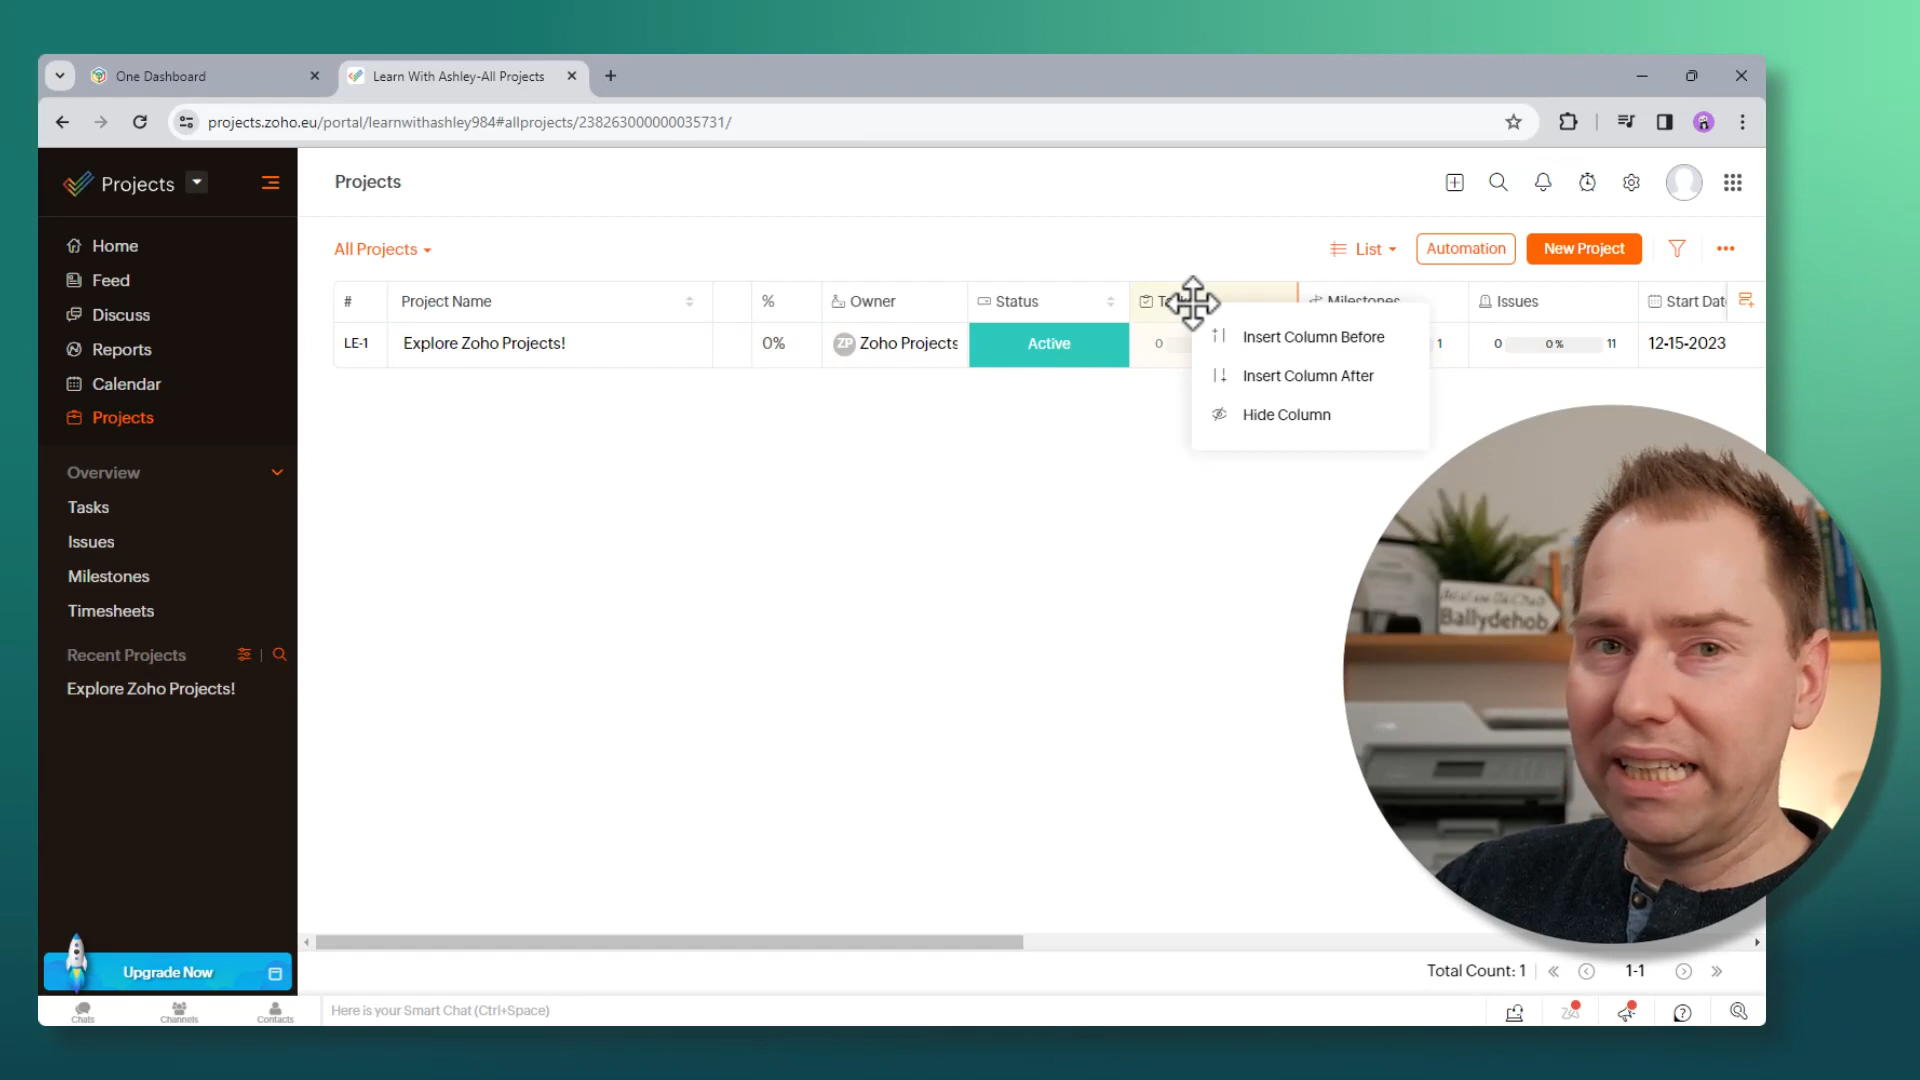 One Dashboard
Learn With Ashley-All Projects
projects.zoho.eu/portal/learnwithashley984#allprojects/238263000000035731/
Projects
Projects
Home
Feed
Discuss
Reports
Calendar
Projects
Overview
Tasks
Issues
Milestones
Timesheets
Recent Projects
Explore Zoho Projects!
Upgrade Now
Chats
Channels
Contacts
All Projects
List
Automation
New Project
# Project Name % Owner Status Milestones Issues Start Dat
LE-1 Explore Zoho Projects! 0% ZP Zoho Projects Active 0 1 0 0 % 11 12-15-2023
Insert Column Before
Insert Column After
Hide Column
Ballydehob
Total Count: 1
1-1
Here is your Smart Chat (Ctrl+Space)